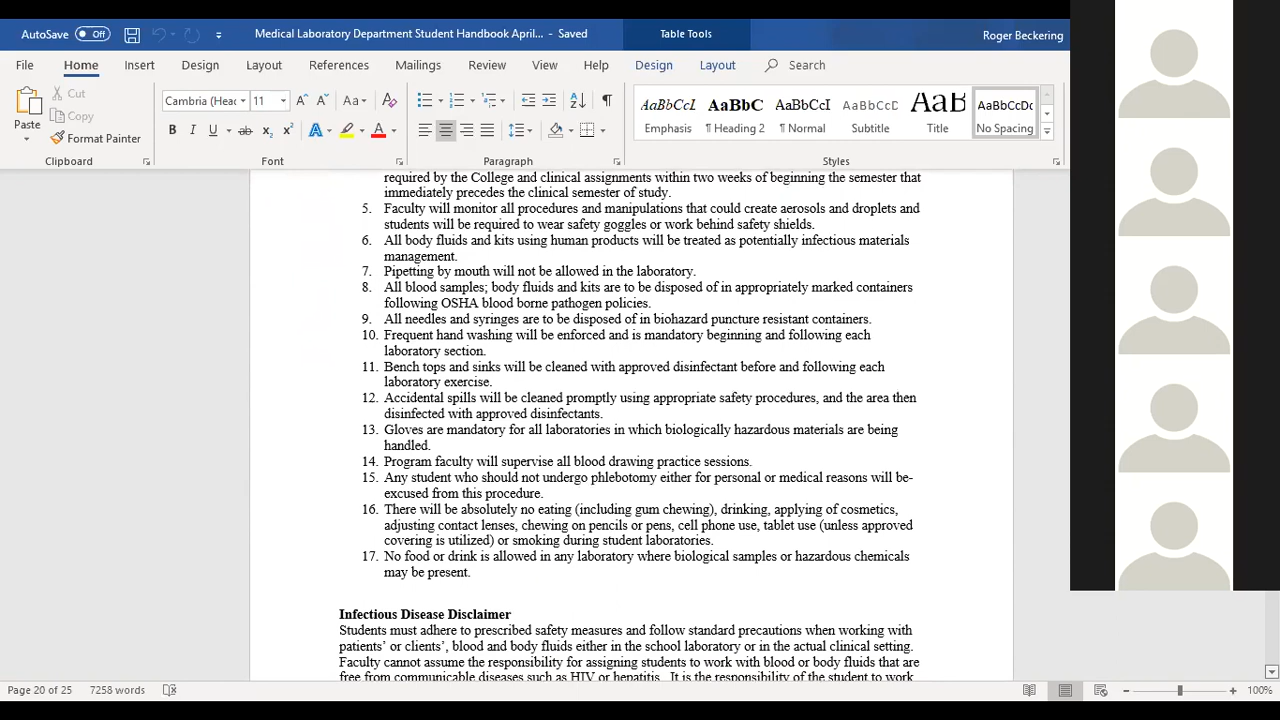 AutoSave Off Medical Laboratory Department Student Handbook April... - Saved Table Tools Roger Beckering
File Home Insert Design Layout References Mailings Review View Help Design Layout Search
Cut
Copy
Format Painter
Paste
Cambria (Head 11
Aa
B I U ab x₂ x² A A
AaBbCcL AaBbC AaBbCcI AaBbCcD AaB AaBbCcDc
Emphasis ¶ Heading 2 ¶ Normal Subtitle Title No Spacing
Clipboard Font Paragraph Styles
required by the College and clinical assignments within two weeks of beginning the semester that
immediately precedes the clinical semester of study.
5. Faculty will monitor all procedures and manipulations that could create aerosols and droplets and
students will be required to wear safety goggles or work behind safety shields.
6. All body fluids and kits using human products will be treated as potentially infectious materials
management.
7. Pipetting by mouth will not be allowed in the laboratory.
8. All blood samples; body fluids and kits are to be disposed of in appropriately marked containers
following OSHA blood borne pathogen policies.
9. All needles and syringes are to be disposed of in biohazard puncture resistant containers.
10. Frequent hand washing will be enforced and is mandatory beginning and following each
laboratory section.
11. Bench tops and sinks will be cleaned with approved disinfectant before and following each
laboratory exercise.
12. Accidental spills will be cleaned promptly using appropriate safety procedures, and the area then
disinfected with approved disinfectants.
13. Gloves are mandatory for all laboratories in which biologically hazardous materials are being
handled.
14. Program faculty will supervise all blood drawing practice sessions.
15. Any student who should not undergo phlebotomy either for personal or medical reasons will be-
excused from this procedure.
16. There will be absolutely no eating (including gum chewing), drinking, applying of cosmetics,
adjusting contact lenses, chewing on pencils or pens, cell phone use, tablet use (unless approved
covering is utilized) or smoking during student laboratories.
17. No food or drink is allowed in any laboratory where biological samples or hazardous chemicals
may be present.
Infectious Disease Disclaimer
Students must adhere to prescribed safety measures and follow standard precautions when working with
patients' or clients', blood and body fluids either in the school laboratory or in the actual clinical setting.
Faculty cannot assume the responsibility for assigning students to work with blood or body fluids that are
free from communicable diseases such as HIV or hepatitis. It is the responsibility of the student to work
Page 20 of 25 7258 words 100%